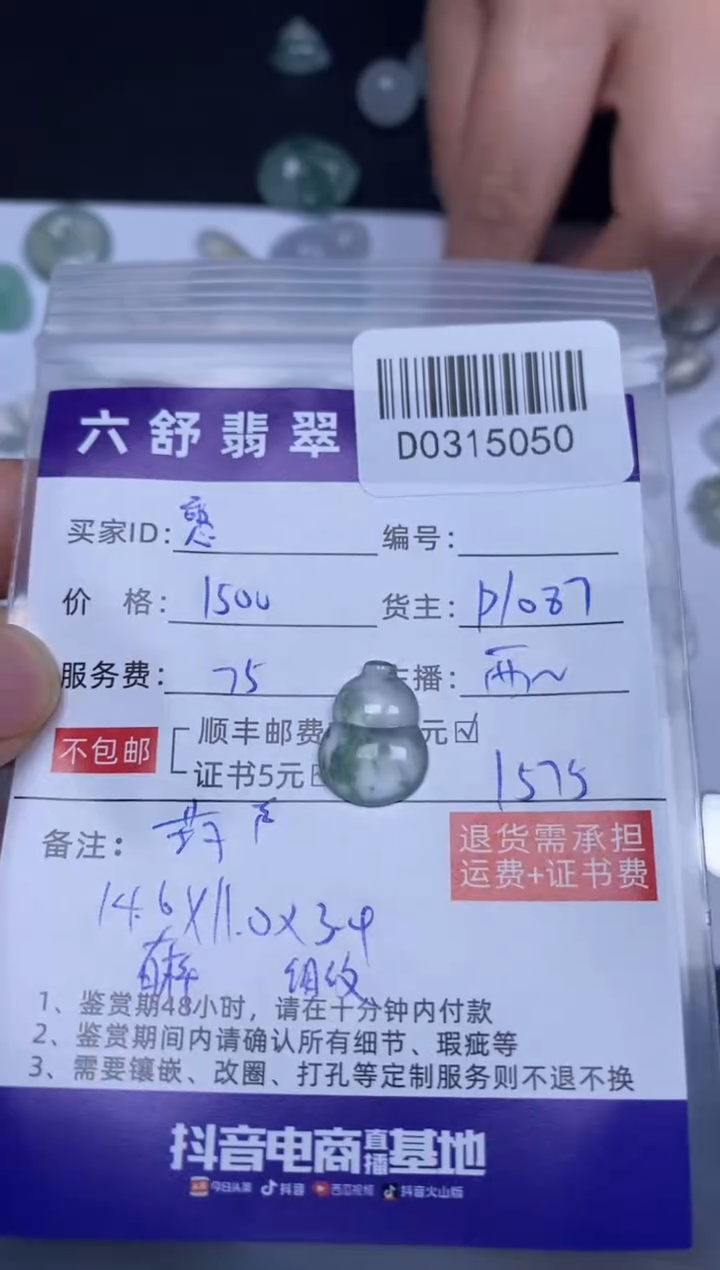 D0315050
六舒翡翠
买家ID：惠 编号：
价 格：1500 货主：P1087
服务费：75 播：两~
不包邮 顺丰邮费 元☑
证书5元 1575
备注：葫芦 退货需承担
运费+证书费
14.6X11.0X3.4
有棉 纹
1、鉴赏期48小时，请在十分钟内付款
2、鉴赏期间内请确认所有细节、瑕疵等
3、需要镶嵌、改圈、打孔等定制服务则不退不换
抖音电商直播基地
今日头条 抖音 西瓜视频 抖音火山版